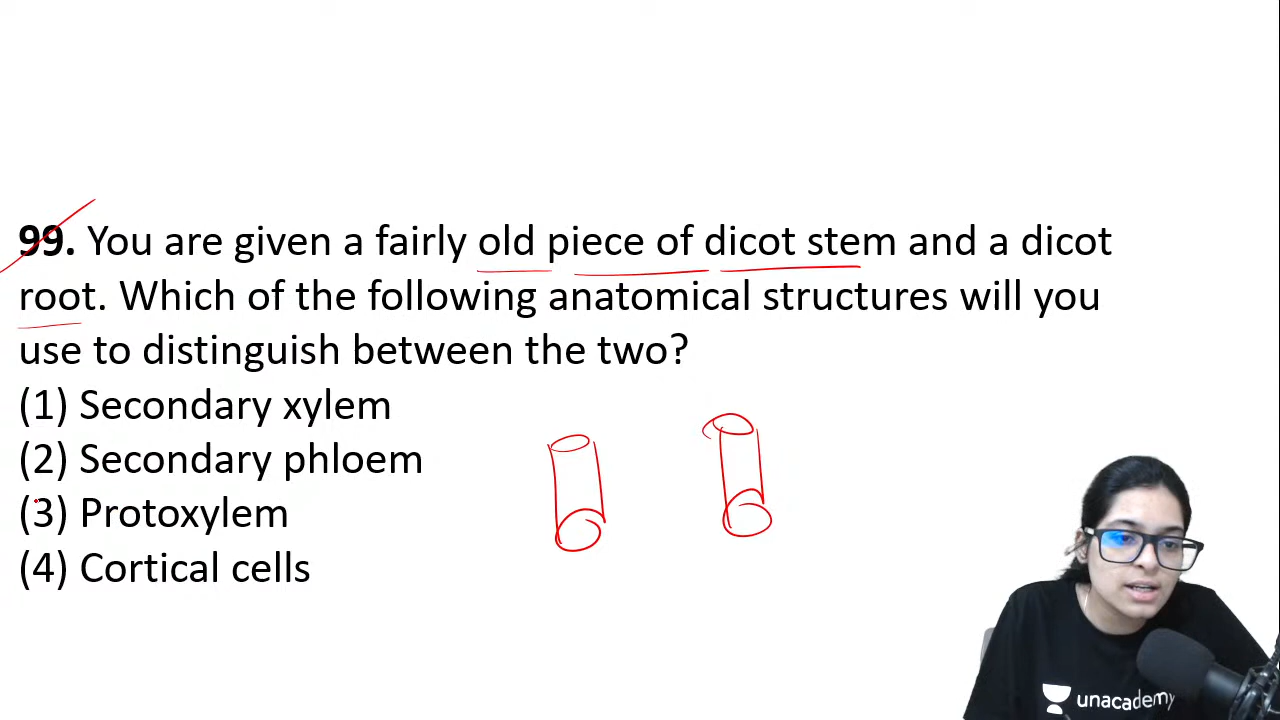 99. You are given a fairly old piece of dicot stem and a dicot
root. Which of the following anatomical structures will you
use to distinguish between the two?
(1) Secondary xylem
(2) Secondary phloem
(3) Protoxylem
(4) Cortical cells
unacademy